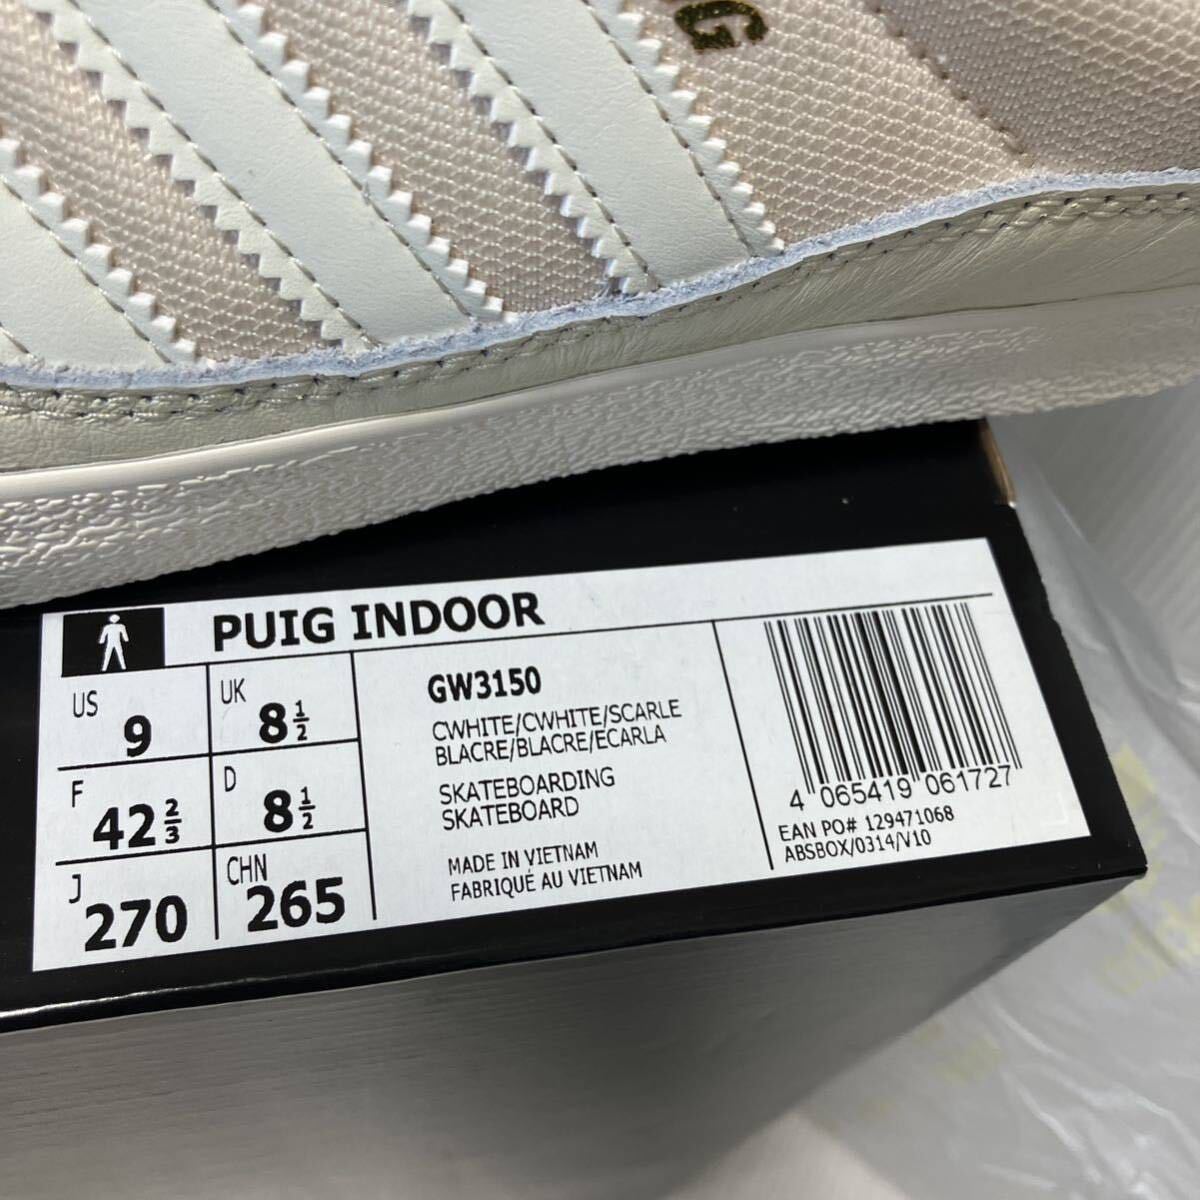 PUIG INDOOR
US 9
UK 8 1/2
F 42 2/3
D 8 1/2
J 270
CHN 265
GW3150
CWHITE/CWHITE/SCARLE
BLACRE/BLACRE/ECARLA
SKATEBOARDING
SKATEBOARD
MADE IN VIETNAM
FABRIQUÉ AU VIETNAM
4 065419 061727
EAN PO# 129471068
ABSBOX/0314/V10